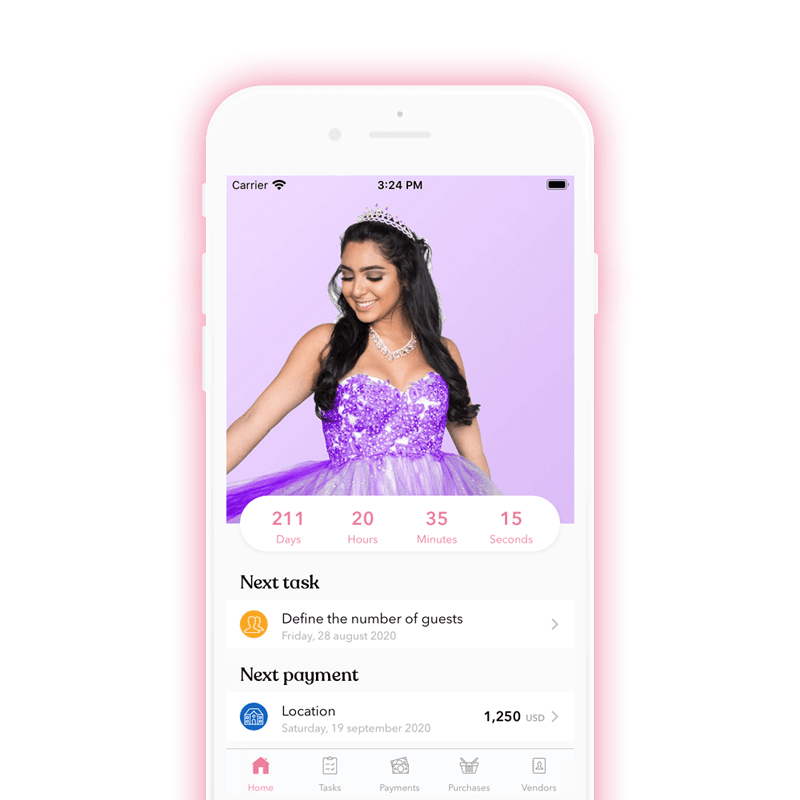 Carrier 3:24 PM
211 20 35 15
Days Hours Minutes Seconds
Next task
Define the number of guests
Friday, 28 august 2020
Next payment
Location 1,250 USD
Saturday, 19 september 2020
Home Tasks Payments Purchases Vendors